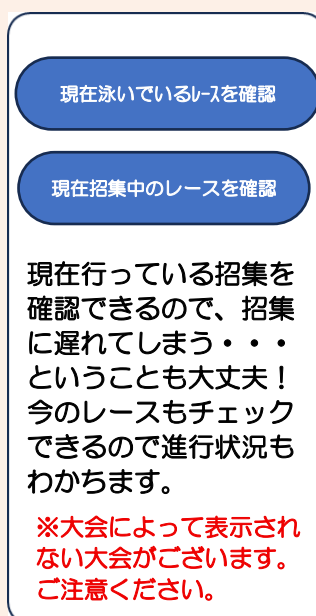 現在泳いでいるﾚｰｽを確認
現在招集中のレースを確認
現在行っている招集を
確認できるので、招集
に遅れてしまう・・・
ということも大丈夫！
今のレースもチェック
できるので進行状況も
わかちます。
※大会によって表示され
ない大会がございます。
ご注意ください。